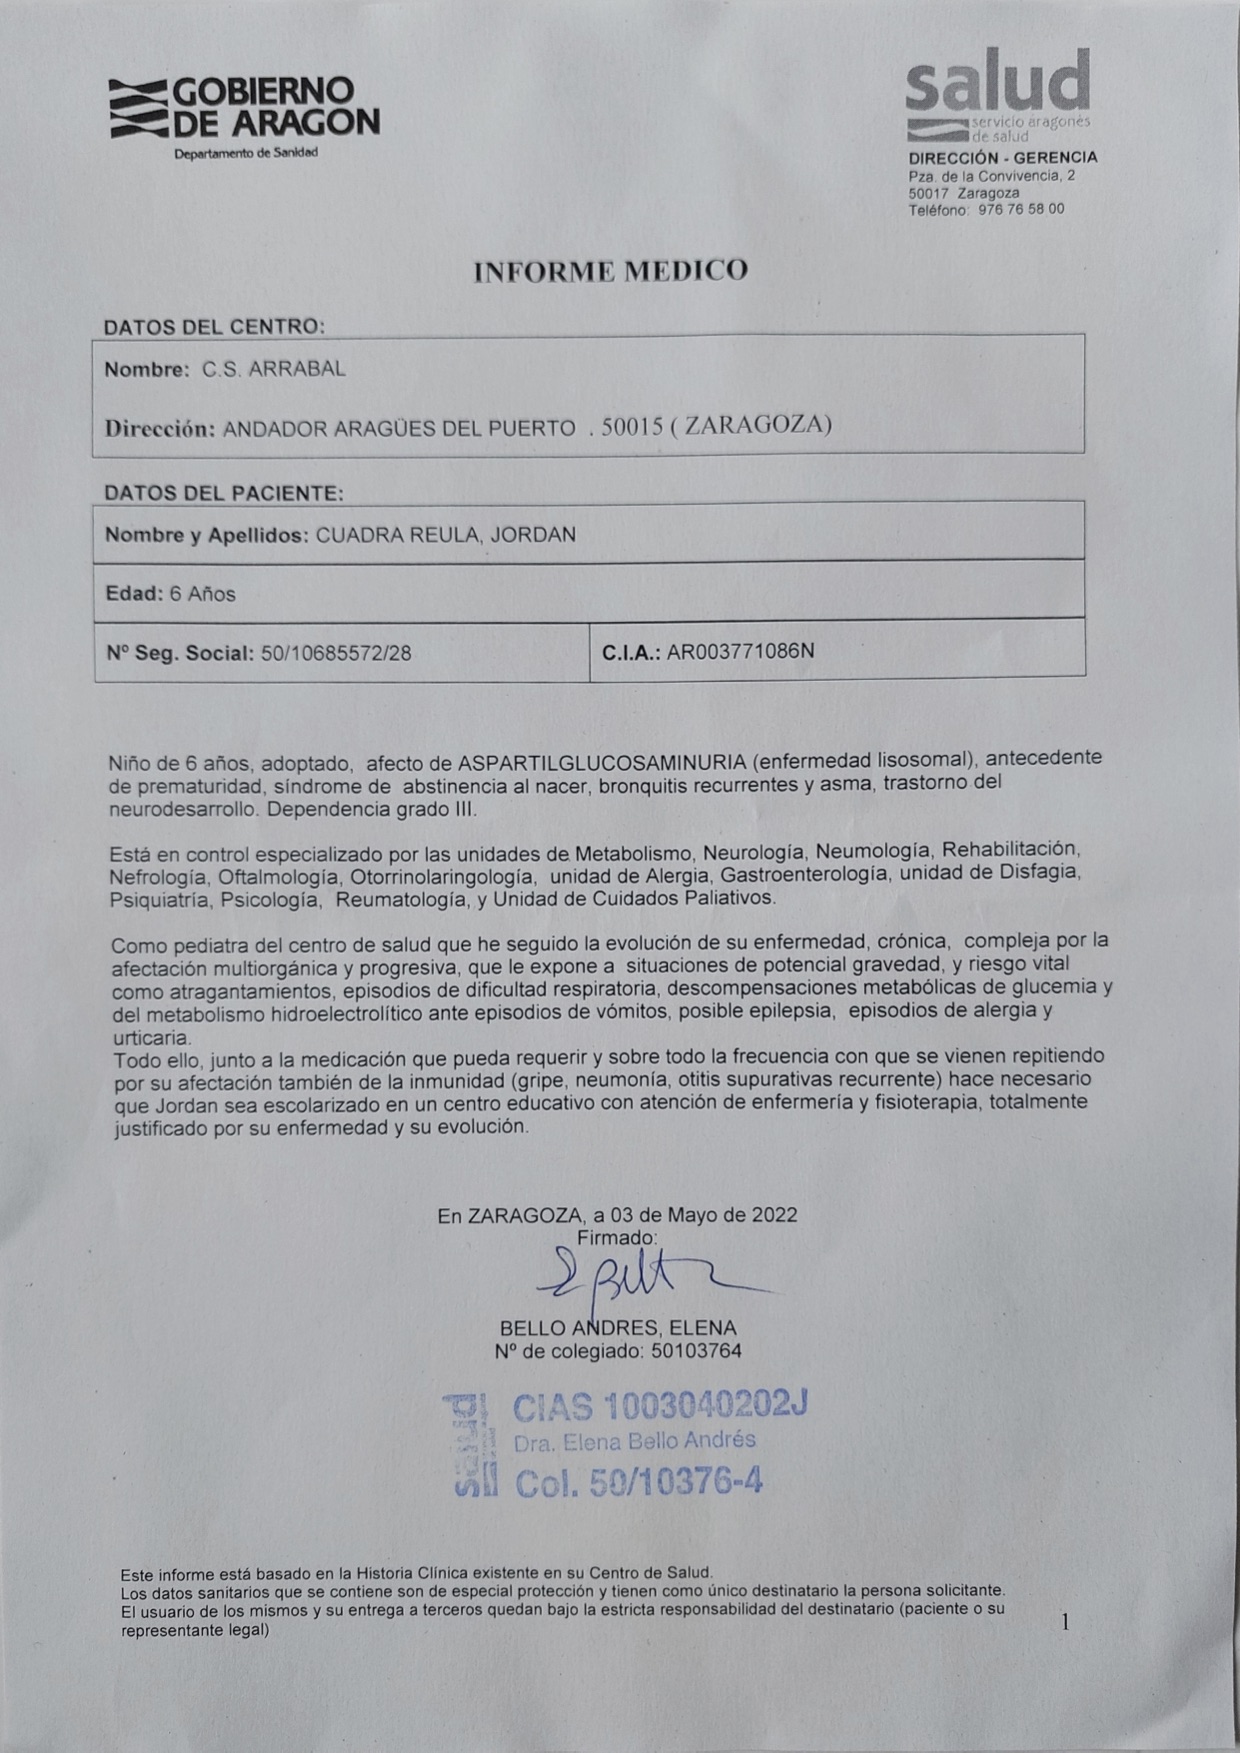 GOBIERNO
DE ARAGON
Departamento de Sanidad
salud
servicio aragonés
de salud
DIRECCIÓN - GERENCIA
Pza. de la Convivencia, 2
50017 Zaragoza
Teléfono: 976 76 58 00
INFORME MEDICO
DATOS DEL CENTRO:
Nombre: C.S. ARRABAL
Dirección: ANDADOR ARAGÜES DEL PUERTO . 50015 ( ZARAGOZA)
DATOS DEL PACIENTE:
Nombre y Apellidos: CUADRA REULA, JORDAN
Edad: 6 Años
Nº Seg. Social: 50/10685572/28
C.I.A.: AR003771086N
Niño de 6 años, adoptado, afecto de ASPARTILGLUCOSAMINURIA (enfermedad lisosomal), antecedente
de prematuridad, síndrome de abstinencia al nacer, bronquitis recurrentes y asma, trastorno del
neurodesarrollo. Dependencia grado III.
Está en control especializado por las unidades de Metabolismo, Neurología, Neumología, Rehabilitación,
Nefrología, Oftalmología, Otorrinolaringología, unidad de Alergia, Gastroenterología, unidad de Disfagia,
Psiquiatría, Psicología, Reumatología, y Unidad de Cuidados Paliativos.
Como pediatra del centro de salud que he seguido la evolución de su enfermedad, crónica, compleja por la
afectación multiorgánica y progresiva, que le expone a situaciones de potencial gravedad, y riesgo vital
como atragantamientos, episodios de dificultad respiratoria, descompensaciones metabólicas de glucemia y
del metabolismo hidroelectrolítico ante episodios de vómitos, posible epilepsia, episodios de alergia y
urticaria.
Todo ello, junto a la medicación que pueda requerir y sobre todo la frecuencia con que se vienen repitiendo
por su afectación también de la inmunidad (gripe, neumonía, otitis supurativas recurrente) hace necesario
que Jordan sea escolarizado en un centro educativo con atención de enfermería y fisioterapia, totalmente
justificado por su enfermedad y su evolución.
En ZARAGOZA, a 03 de Mayo de 2022
Firmado:
BELLO ANDRES, ELENA
Nº de colegiado: 50103764
salud
CIAS 1003040202J
Dra. Elena Bello Andrés
Col. 50/10376-4
Este informe está basado en la Historia Clínica existente en su Centro de Salud.
Los datos sanitarios que se contiene son de especial protección y tienen como único destinatario la persona solicitante.
El usuario de los mismos y su entrega a terceros quedan bajo la estricta responsabilidad del destinatario (paciente o su
representante legal)
1